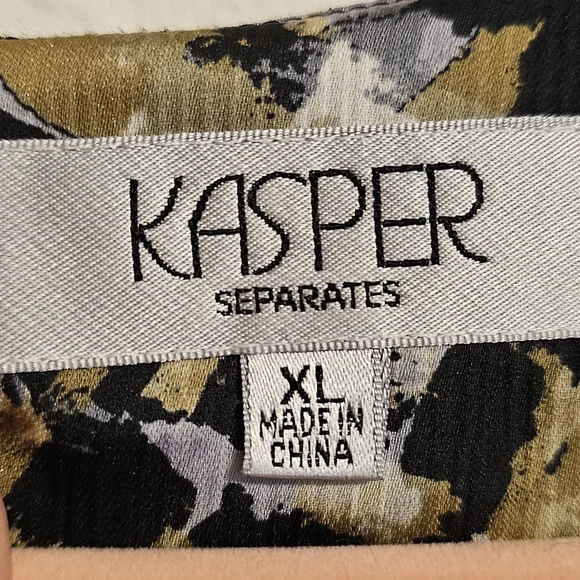 KASPER
SEPARATES
XL
MADE IN
CHINA